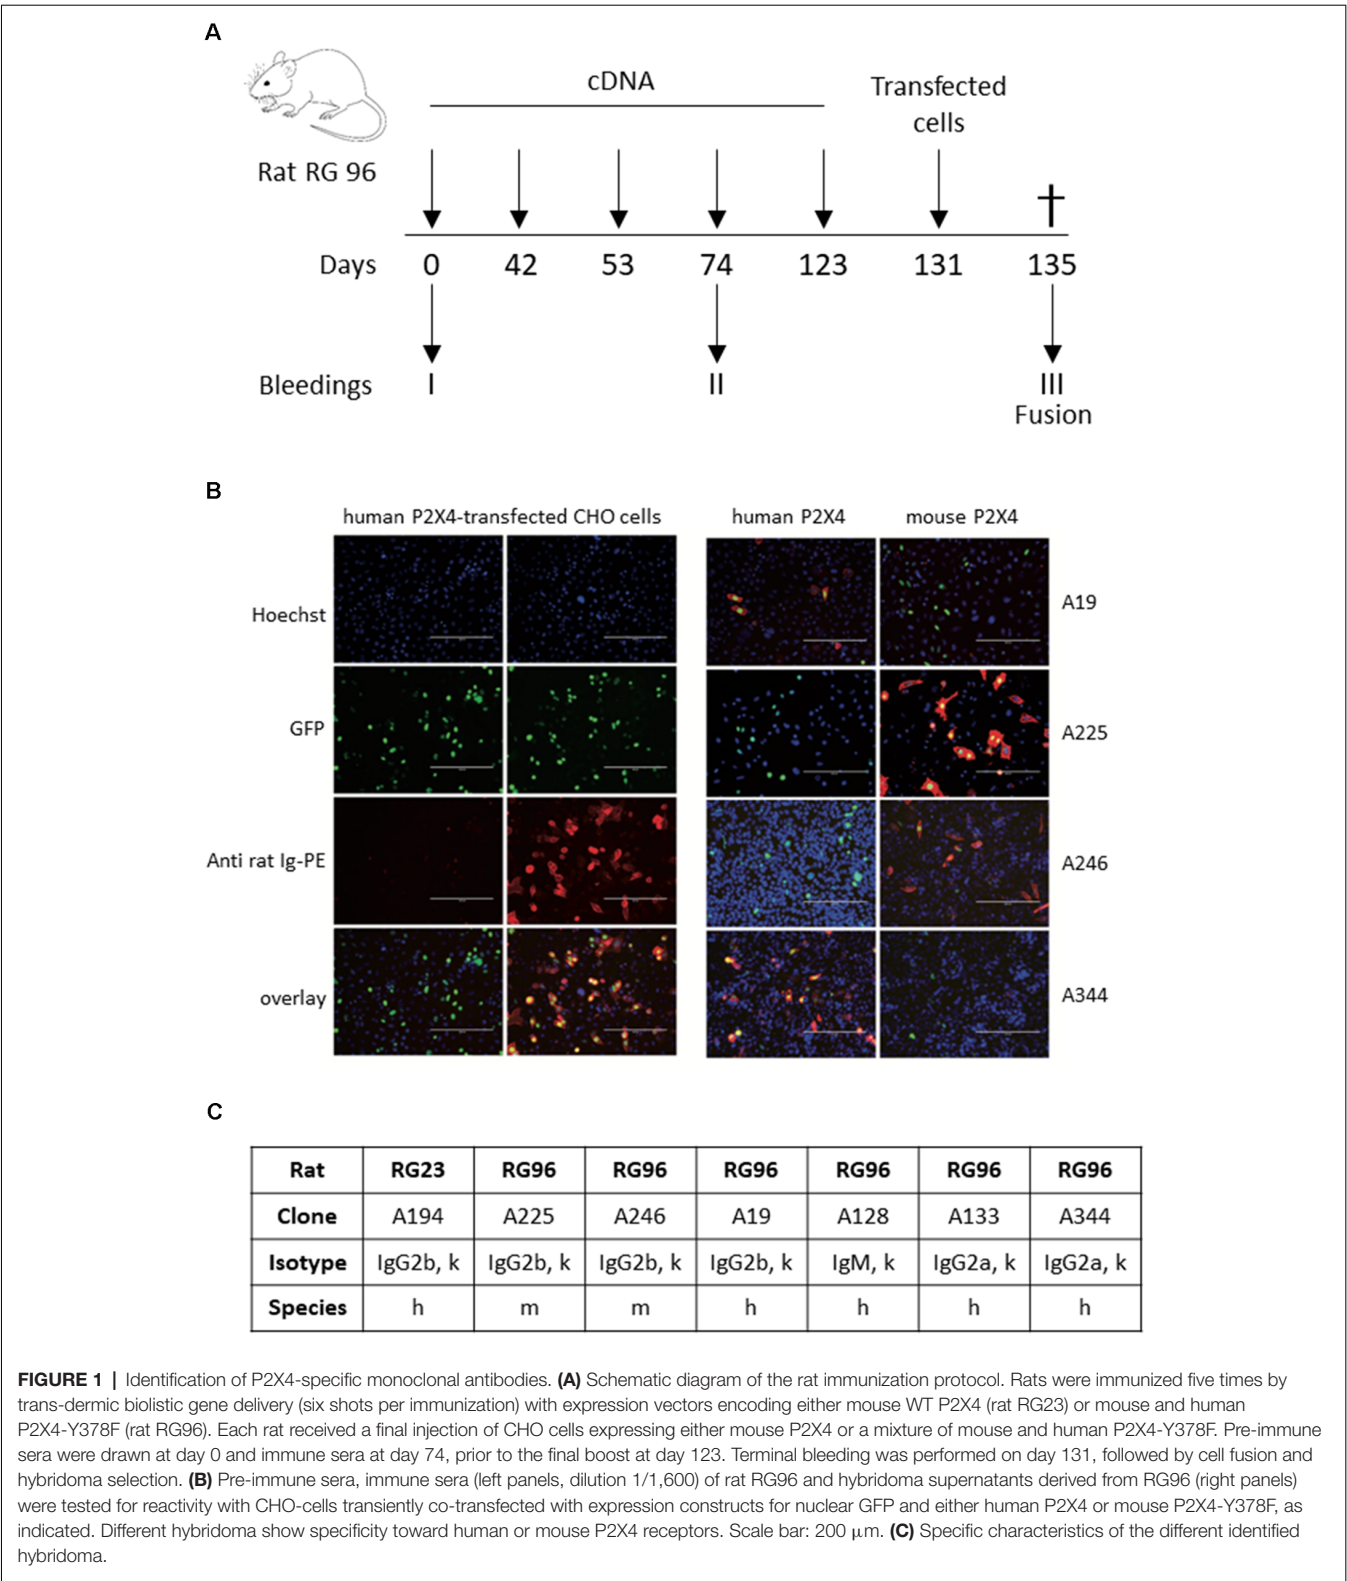 A
cDNA
Transfected
cells
Rat RG 96
Days 0 42 53 74 123 131 135
Bleedings I II III
Fusion
B
human P2X4-transfected CHO cells human P2X4 mouse P2X4
Hoechst A19
GFP A225
Anti rat Ig-PE A246
overlay A344
C
Rat RG23 RG96 RG96 RG96 RG96 RG96 RG96
Clone A194 A225 A246 A19 A128 A133 A344
Isotype IgG2b, k IgG2b, k IgG2b, k IgG2b, k IgM, k IgG2a, k IgG2a, k
Species h m m h h h h
FIGURE 1 | Identification of P2X4-specific monoclonal antibodies. (A) Schematic diagram of the rat immunization protocol. Rats were immunized five times by
trans-dermic biolistic gene delivery (six shots per immunization) with expression vectors encoding either mouse WT P2X4 (rat RG23) or mouse and human
P2X4-Y378F (rat RG96). Each rat received a final injection of CHO cells expressing either mouse P2X4 or a mixture of mouse and human P2X4-Y378F. Pre-immune
sera were drawn at day 0 and immune sera at day 74, prior to the final boost at day 123. Terminal bleeding was performed on day 131, followed by cell fusion and
hybridoma selection. (B) Pre-immune sera, immune sera (left panels, dilution 1/1,600) of rat RG96 and hybridoma supernatants derived from RG96 (right panels)
were tested for reactivity with CHO-cells transiently co-transfected with expression constructs for nuclear GFP and either human P2X4 or mouse P2X4-Y378F, as
indicated. Different hybridoma show specificity toward human or mouse P2X4 receptors. Scale bar: 200 μm. (C) Specific characteristics of the different identified
hybridoma.